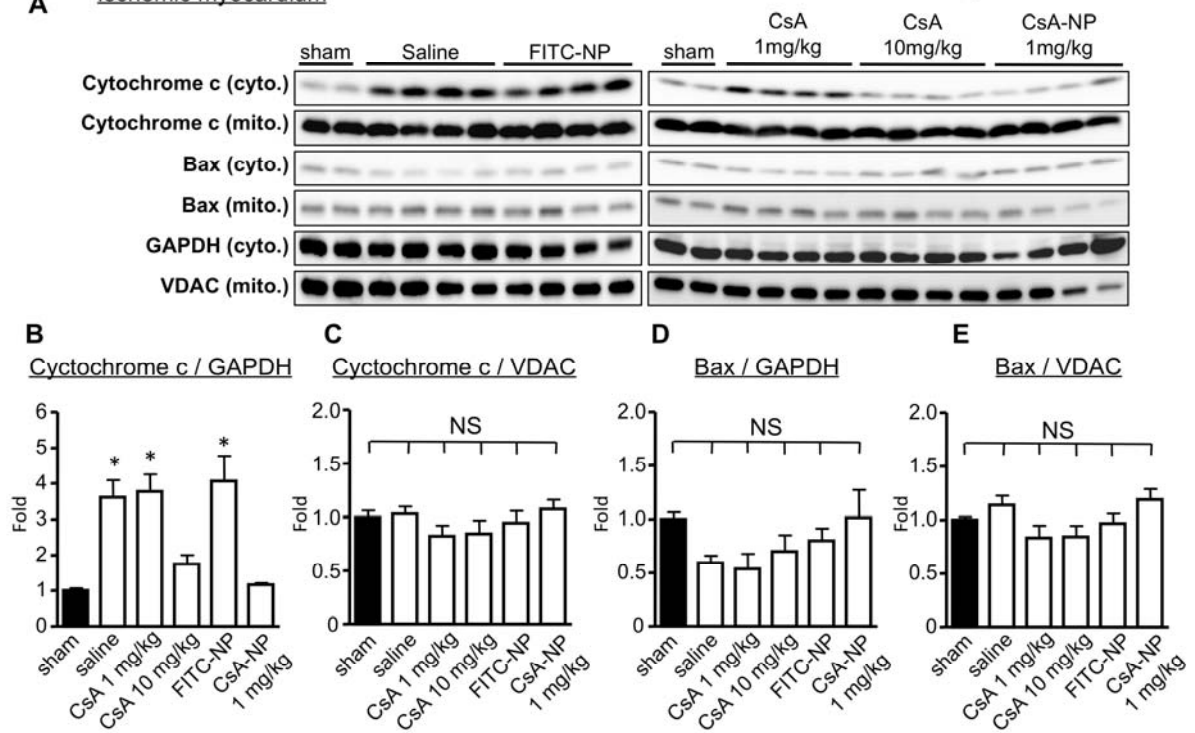 A
CsA CsA CsA-NP
sham Saline FITC-NP sham 1mg/kg 10mg/kg 1mg/kg
Cytochrome c (cyto.)
Cytochrome c (mito.)
Bax (cyto.)
Bax (mito.)
GAPDH (cyto.)
VDAC (mito.)
B C D E
Cyctochrome c / GAPDH Cyctochrome c / VDAC Bax / GAPDH Bax / VDAC
Fold
6
5
4
3
2
1
0
* * *
sham
saline
CsA 1 mg/kg
CsA 10 mg/kg
FITC-NP
CsA-NP
1 mg/kg
Fold
2.0
1.5
1.0
0.5
0
NS
sham
saline
CsA 1 mg/kg
CsA 10 mg/kg
FITC-NP
CsA-NP
1 mg/kg
Fold
2.0
1.5
1.0
0.5
0
NS
sham
saline
CsA 1 mg/kg
CsA 10 mg/kg
FITC-NP
CsA-NP
1 mg/kg
Fold
2.0
1.5
1.0
0.5
0
NS
sham
saline
CsA 1 mg/kg
CsA 10 mg/kg
FITC-NP
CsA-NP
1 mg/kg